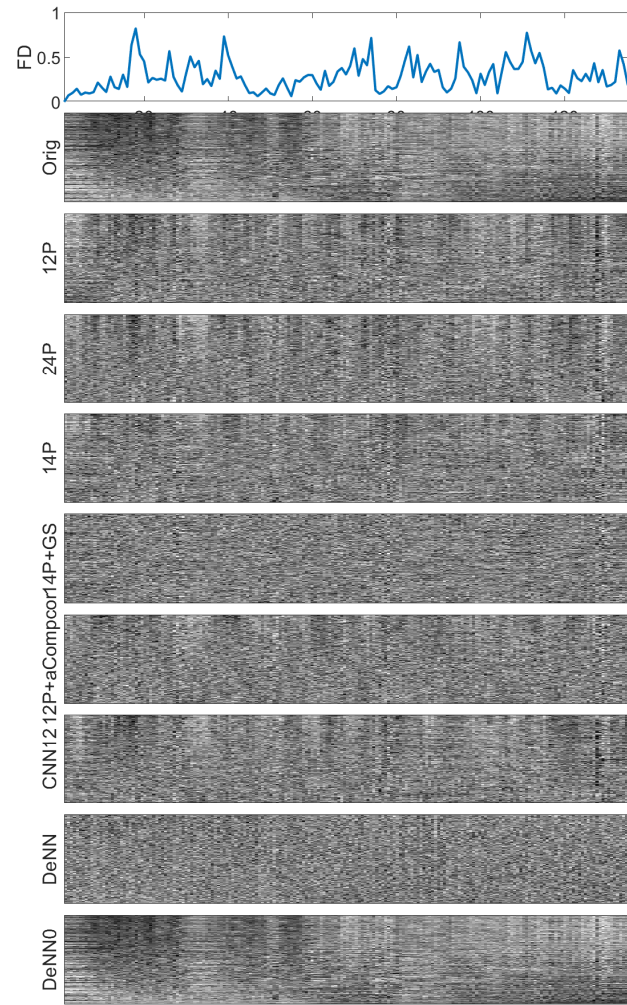 1
0.5
0
FD
Orig
12P
24P
14P
14P+GS
12P+aCompcor
CNN12
DeNN
DeNN0